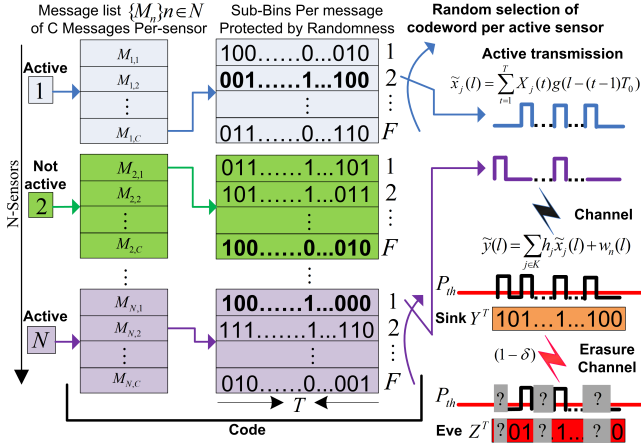 Message list {M_n}n∈N
of C Messages Per-sensor
Sub-Bins Per message
Protected by Randomness
Random selection of
codeword per active sensor
N-Sensors
Active
1
M_{1,1}
M_{1,2}
⋮
M_{1,C}
100......0...010 1
001......1...100 2
⋮
011......0...110 F
Active transmission
x̃_j(l)=∑_{t=1}^{T} X_j(t)g(l−(t−1)T_0)
Not
active
2
M_{2,1}
M_{2,2}
⋮
M_{2,C}
011......1...101 1
101......1...011 2
⋮
100......0...010 F
Channel
ỹ(l)=∑_{j∈K} h_j x̃_j(l)+w_n(l)
Active
N
M_{N,1}
M_{N,2}
⋮
M_{N,C}
100......1...000 1
111......1...110 2
⋮
010......0...001 F
T
Code
P_th
Sink Y^T 101...1...100
(1−δ)
Erasure
Channel
P_th ? ? ?
Eve Z^T ? 01 ? .1... ? 0